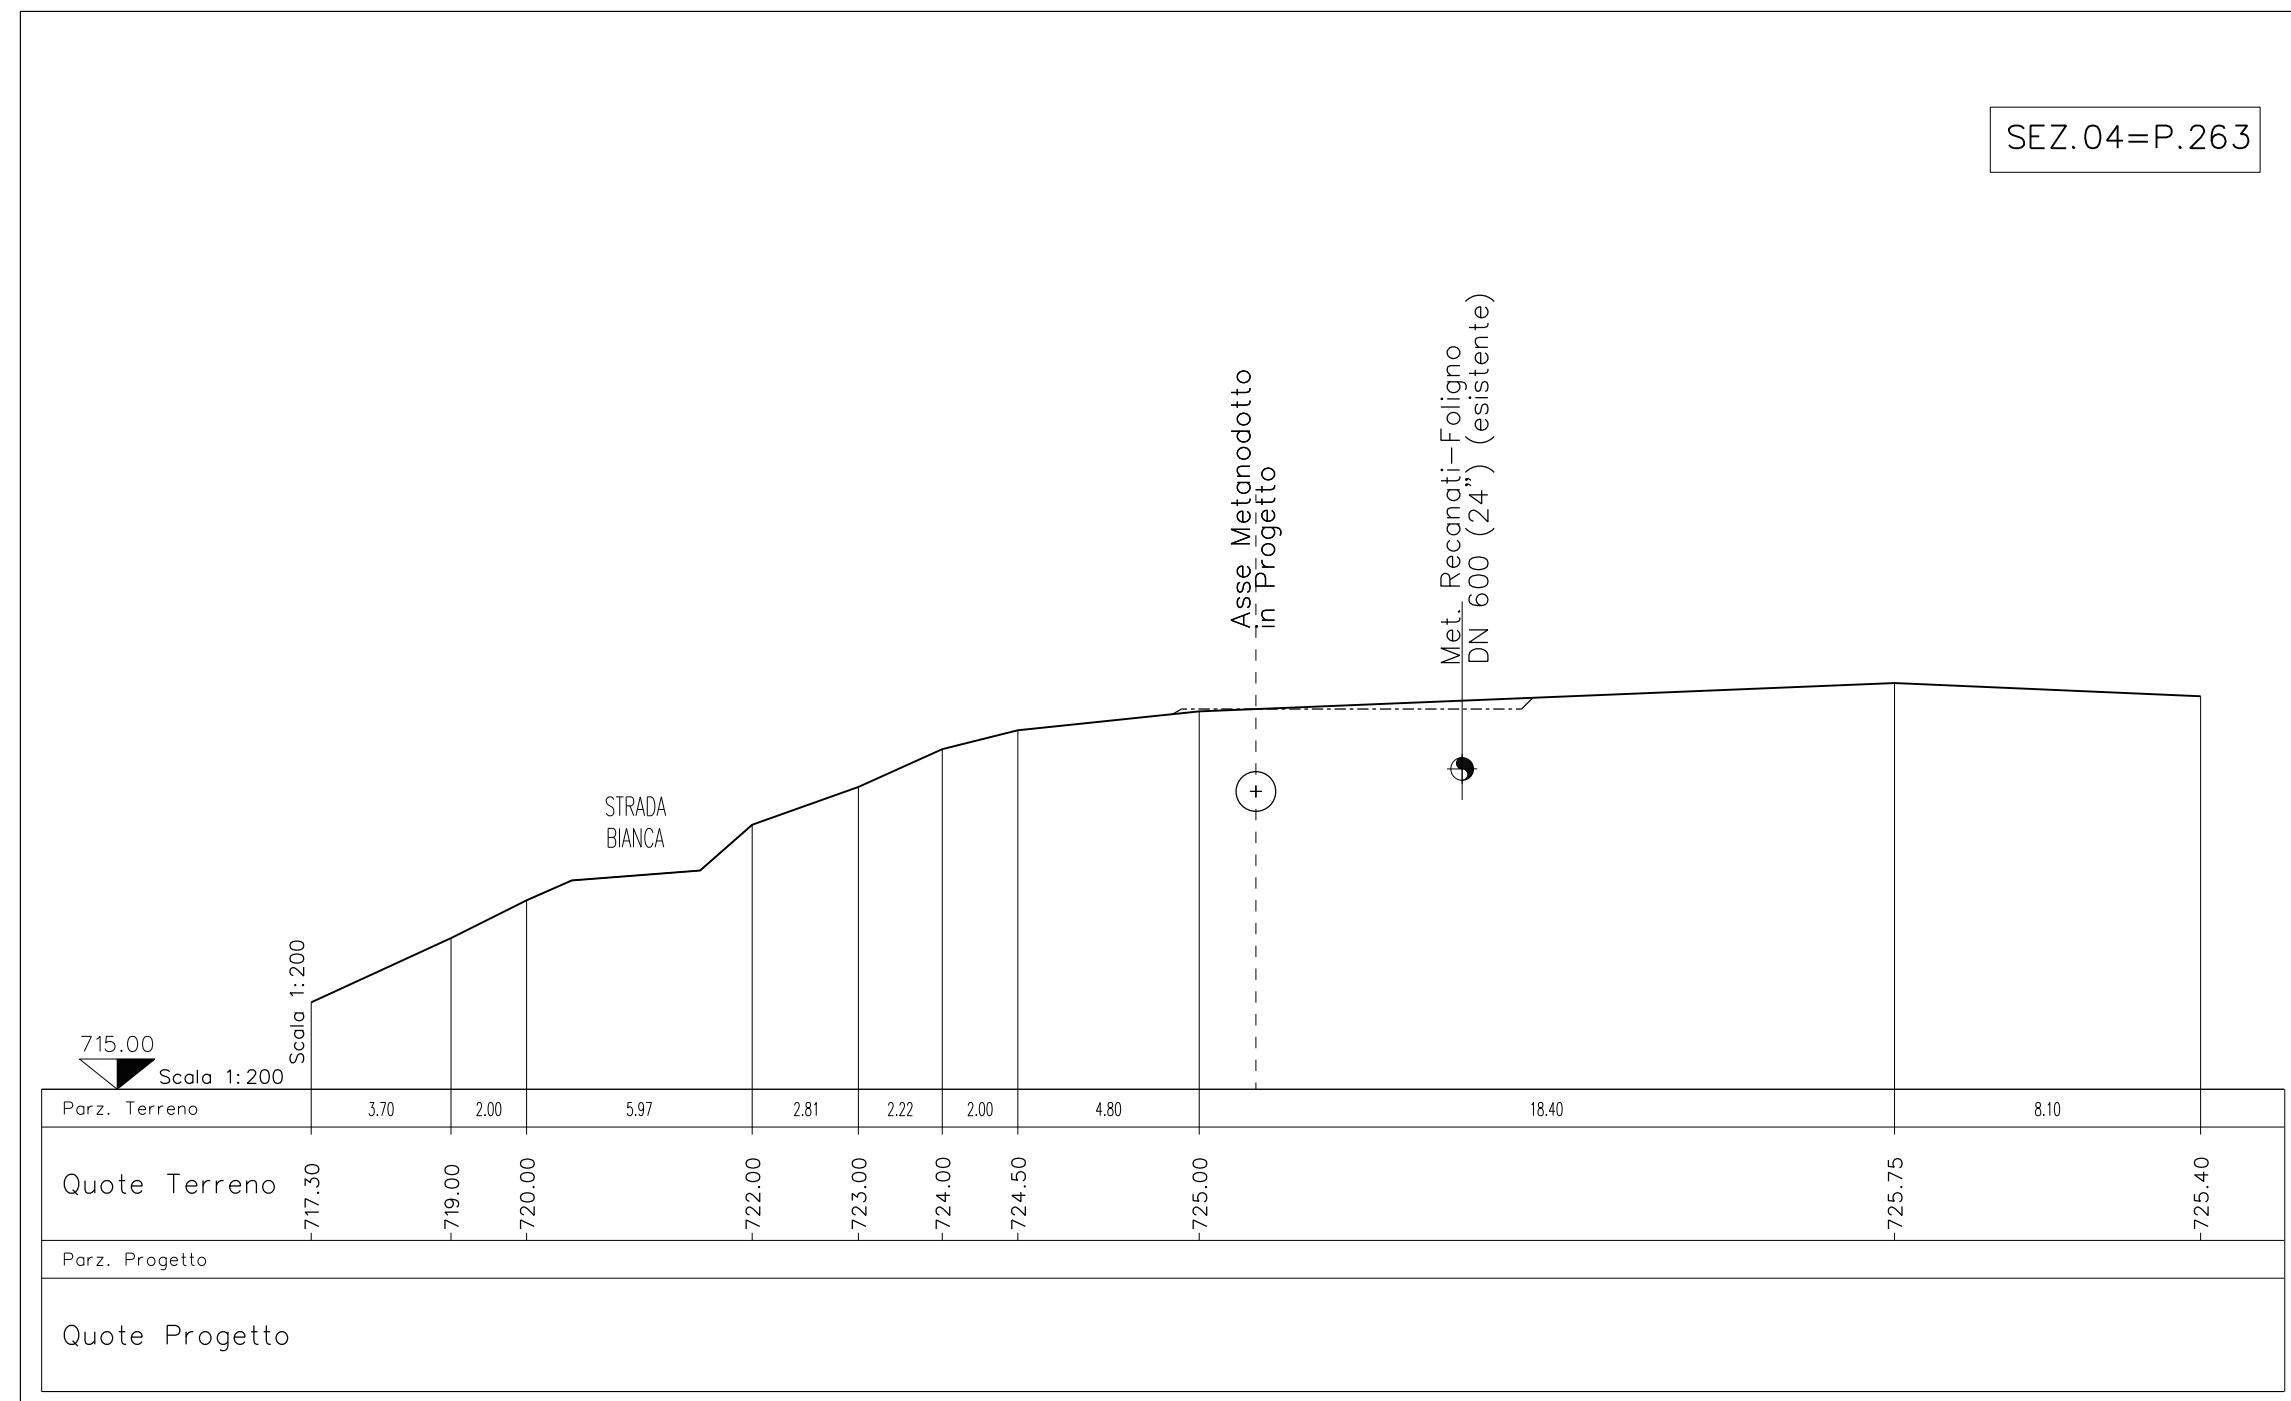 SEZ.04=P.263
Asse Metanodotto
in Progetto
Met. Recanati-Foligno
DN 600 (24") (esistente)
STRADA
BIANCA
Scala 1:200
715.00
Scala 1:200
Parz. Terreno 3.70 2.00 5.97 2.81 2.22 2.00 4.80 18.40 8.10
Quote Terreno 717.30 719.00 720.00 722.00 723.00 724.00 724.50 725.00 725.75 725.40
Parz. Progetto
Quote Progetto